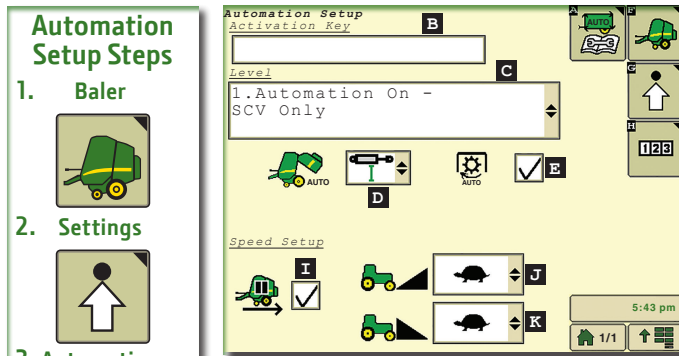 Automation
Setup Steps
1. Baler
2. Settings
Automation Setup
Activation Key
B
Level
C
1.Automation On -
SCV Only
AUTO
D
AUTO
E
Speed Setup
I
J
K
A
AUTO
F
G
H
123
5:43 pm
1/1